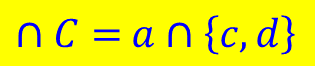 ∩ C = a ∩ {c, d}